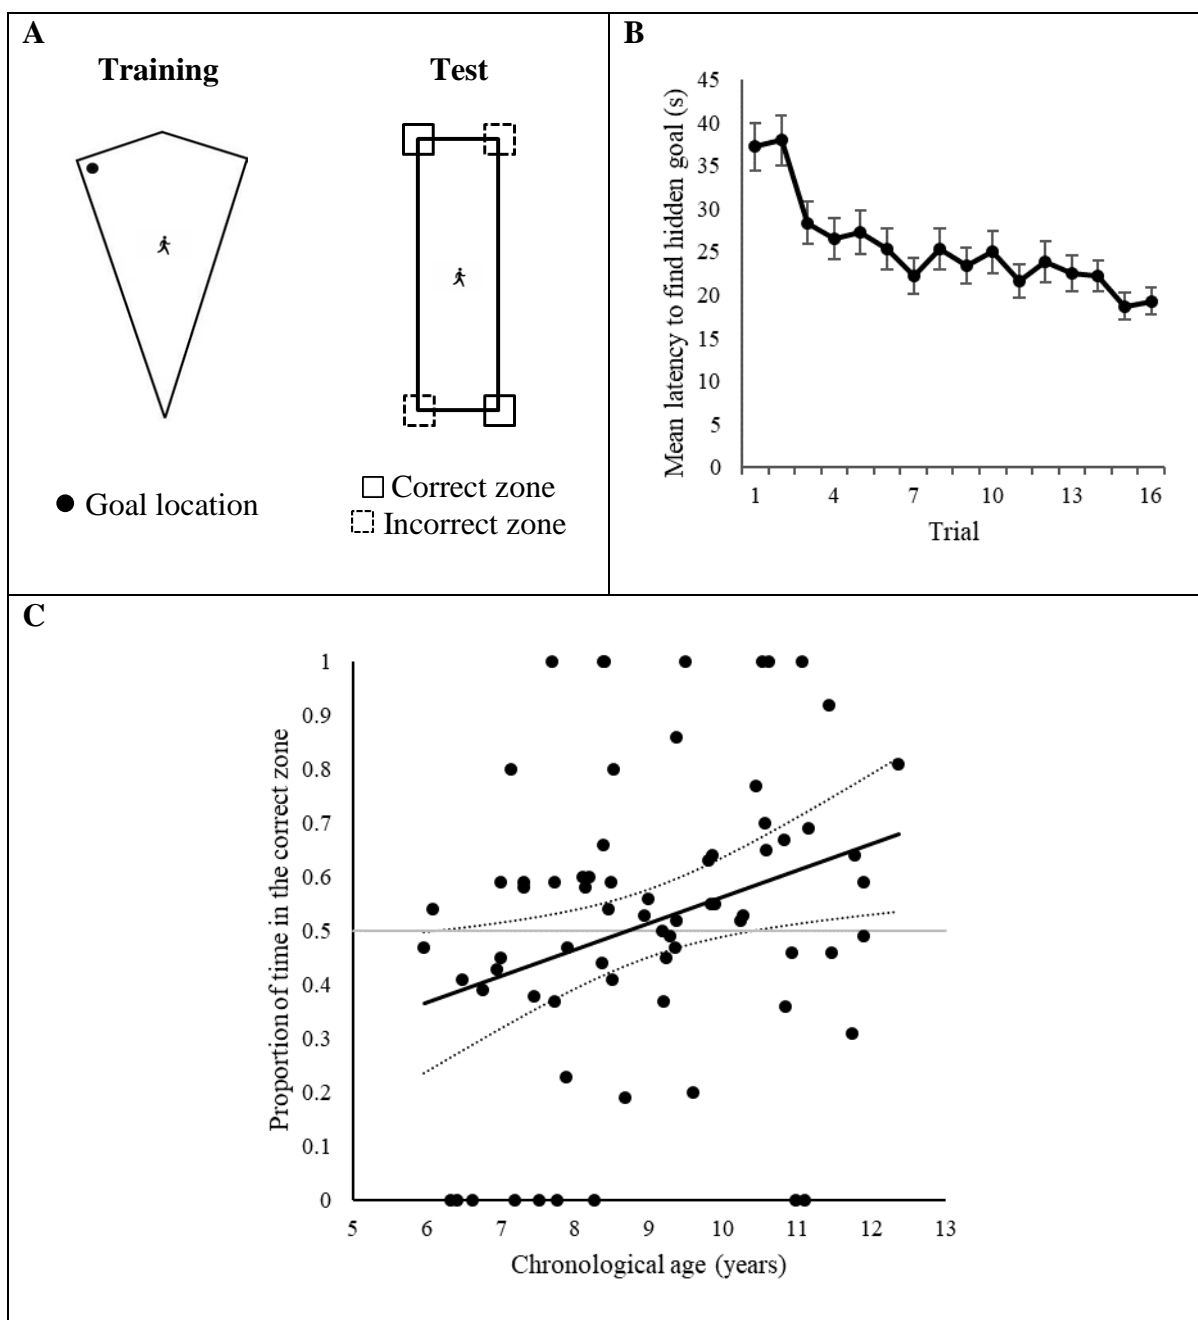 A
Training
Test
Goal location
Correct zone
Incorrect zone
B
Mean latency to find hidden goal (s)
45
40
35
30
25
20
15
10
5
0
1 4 7 10 13 16
Trial
C
Proportion of time in the correct zone
1
0.9
0.8
0.7
0.6
0.5
0.4
0.3
0.2
0.1
0
5 6 7 8 9 10 11 12 13
Chronological age (years)